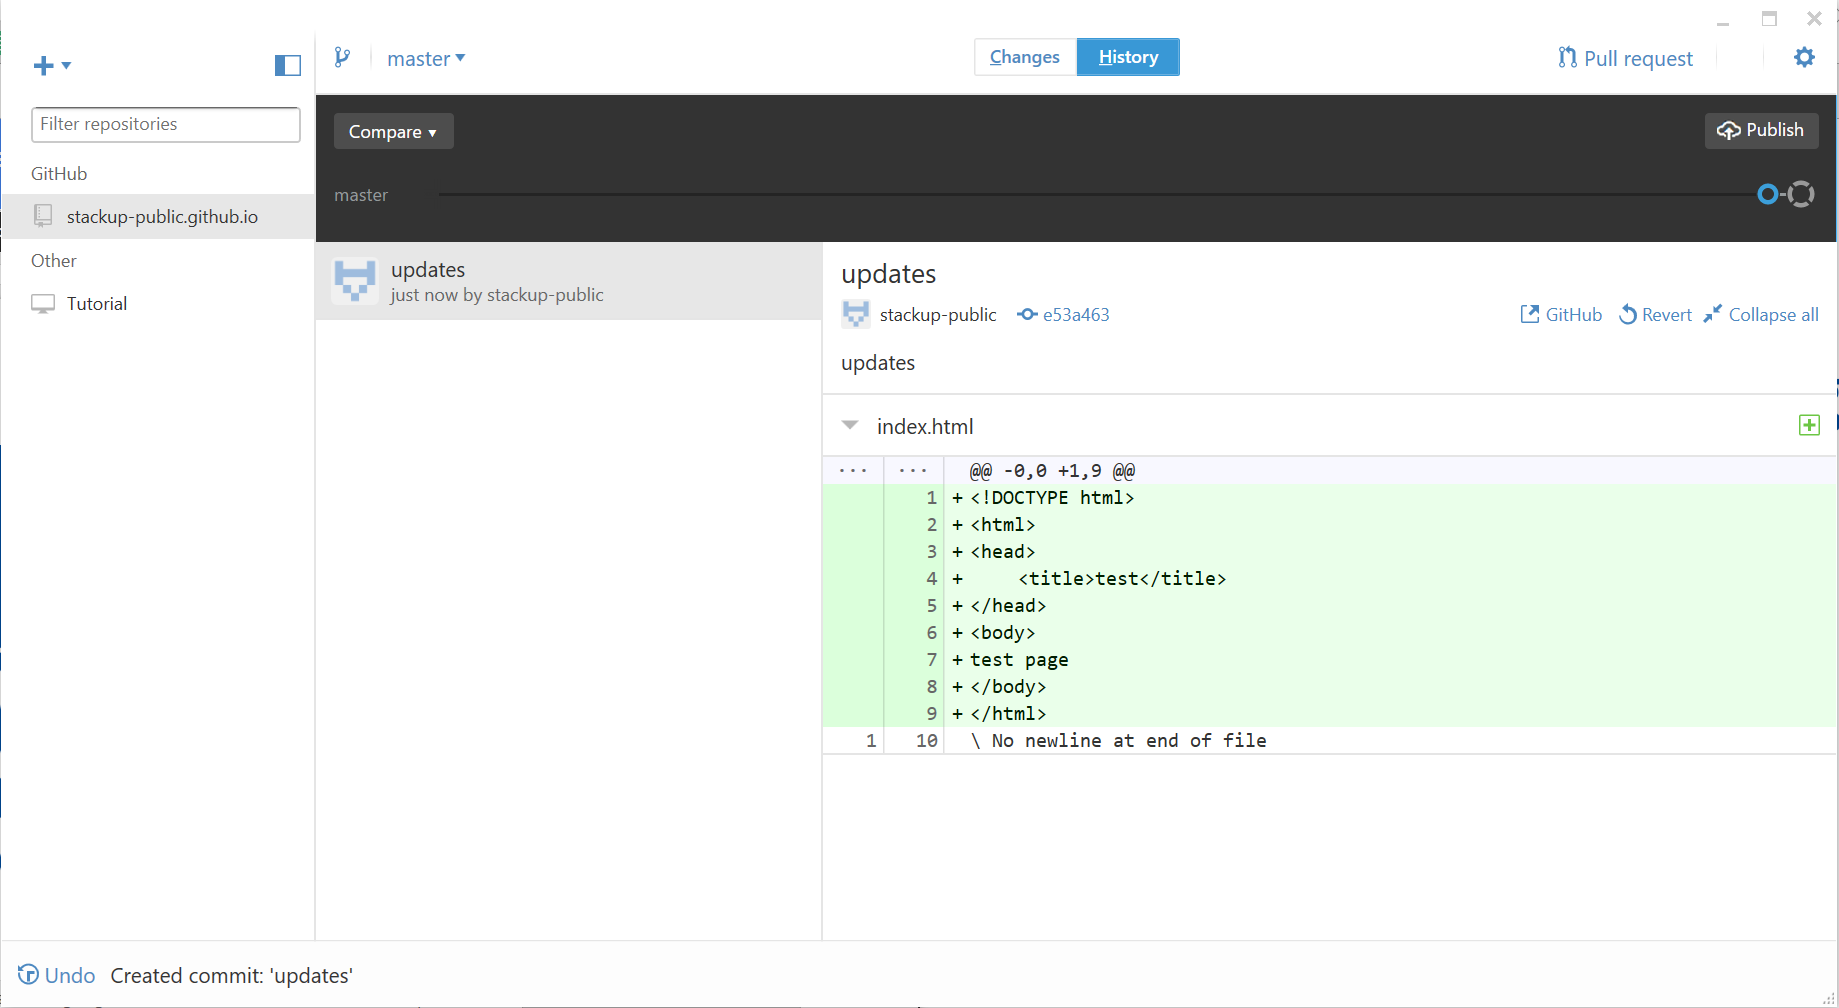 master
Changes
History
Pull request
Filter repositories
GitHub
stackup-public.github.io
Other
Tutorial
Compare
Publish
master
updates
just now by stackup-public
updates
stackup-public
e53a463
GitHub
Revert
Collapse all
updates
index.html
··· ··· @@ -0,0 +1,9 @@
1 + <!DOCTYPE html>
2 + <html>
3 + <head>
4 +     <title>test</title>
5 + </head>
6 + <body>
7 + test page
8 + </body>
9 + </html>
1 10 \ No newline at end of file
Undo Created commit: 'updates'